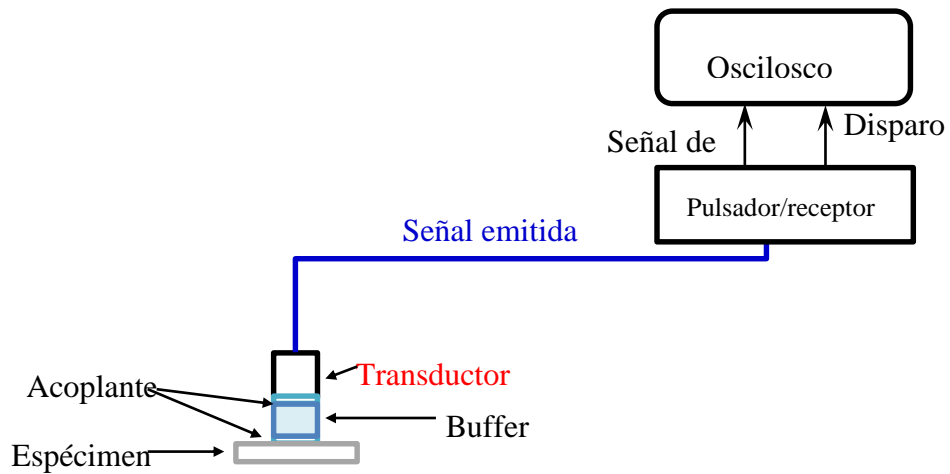 Oscilosco
Señal de
Disparo
Pulsador/receptor
Señal emitida
Transductor
Acoplante
Buffer
Espécimen